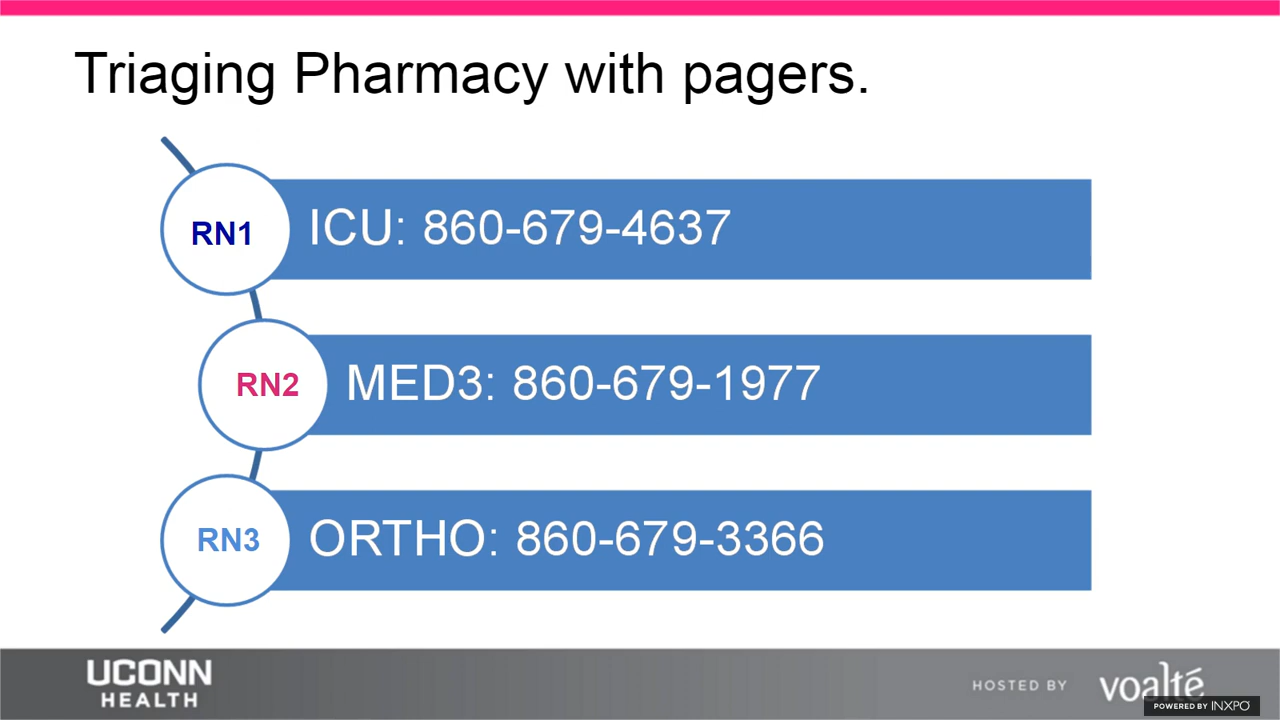 Triaging Pharmacy with pagers.
RN1
ICU: 860-679-4637
RN2
MED3: 860-679-1977
RN3
ORTHO: 860-679-3366
UCONN
HEALTH
HOSTED BY
voalté
POWERED BY INXPO